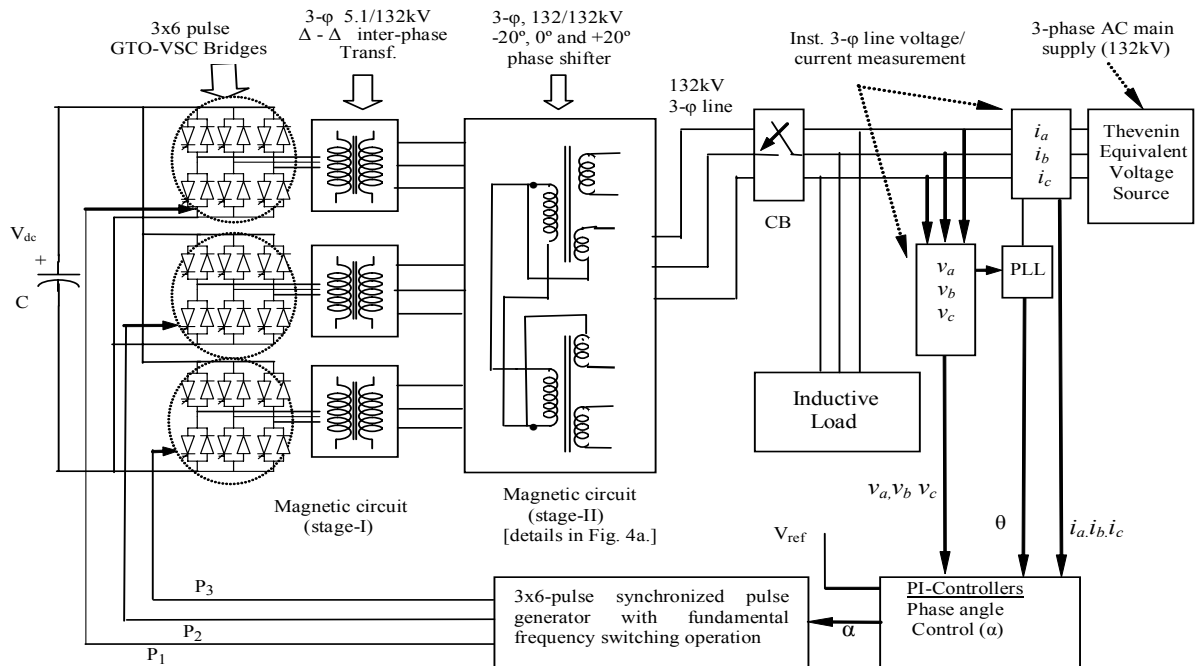 3x6 pulse
GTO-VSC Bridges
3-φ 5.1/132kV
Δ - Δ inter-phase
Transf.
3-φ, 132/132kV
-20º, 0º and +20º
phase shifter
Inst. 3-φ line voltage/
current measurement
3-phase AC main
supply (132kV)
132kV
3-φ line
CB
i_a
i_b
i_c
Thevenin
Equivalent
Voltage
Source
V_dc
+
C
v_a
v_b
v_c
PLL
Inductive
Load
Magnetic circuit
(stage-I)
Magnetic circuit
(stage-II)
[details in Fig. 4a.]
v_a,v_b v_c
θ
i_a.i_b.i_c
V_ref
P_3
P_2
P_1
3x6-pulse synchronized pulse
generator with fundamental
frequency switching operation
α
PI-Controllers
Phase angle
Control (α)